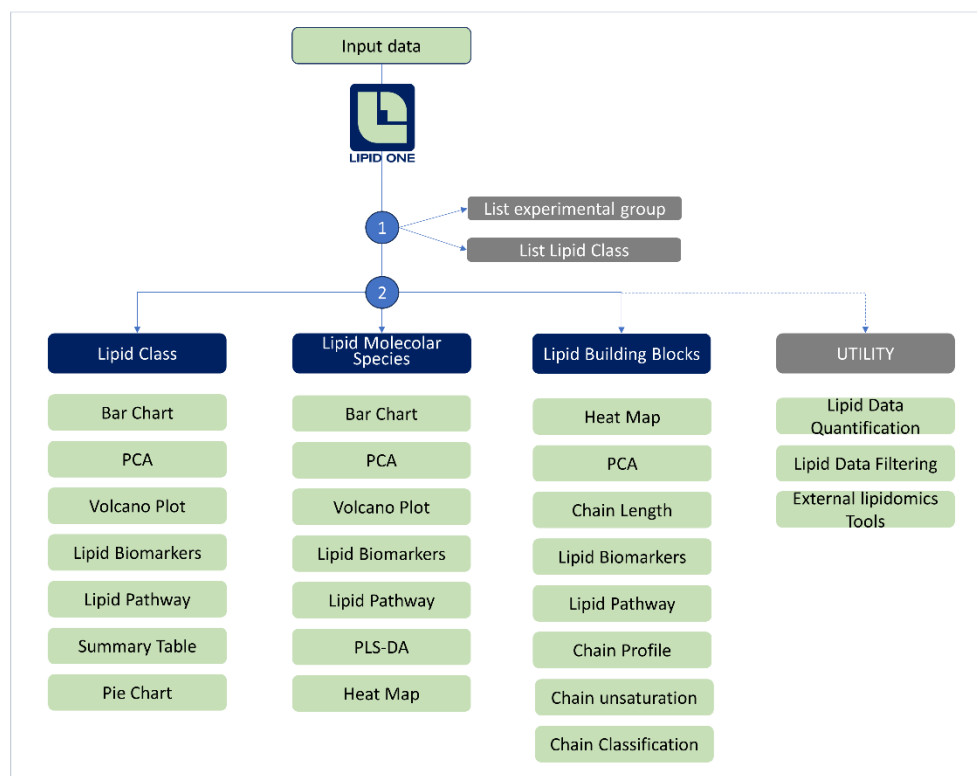 Input data
LIPID ONE
1
List experimental group
List Lipid Class
2
Lipid Class
Bar Chart
PCA
Volcano Plot
Lipid Biomarkers
Lipid Pathway
Summary Table
Pie Chart
Lipid Molecolar
Species
Bar Chart
PCA
Volcano Plot
Lipid Biomarkers
Lipid Pathway
PLS-DA
Heat Map
Lipid Building Blocks
Heat Map
PCA
Chain Length
Lipid Biomarkers
Lipid Pathway
Chain Profile
Chain unsaturation
Chain Classification
UTILITY
Lipid Data
Quantification
Lipid Data Filtering
External lipidomics
Tools